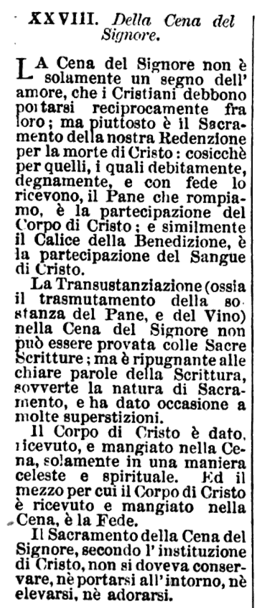 XXVIII. Della Cena del
Signore.
LA Cena del Signore non è
solamente un segno dell'
amore, che i Cristiani debbono
portarsi reciprocamente fra
loro; ma piuttosto è il Sacra-
mento della nostra Redenzione
per la morte di Cristo: cosicchè
per quelli, i quali debitamente,
degnamente, e con fede lo
ricevono, il Pane che rompia-
mo, è la partecipazione del
Corpo di Cristo; e similmente
il Calice della Benedizione, è
la partecipazione del Sangue
di Cristo.
La Transustanziazione (ossia
il trasmutamento della so-
stanza del Pane, e del Vino)
nella Cena del Signore non
può essere provata colle Sacre
Scritture; ma è ripugnante alle
chiare parole della Scrittura,
sovverte la natura di Sacra-
mento, e ha dato occasione a
molte superstizioni.
Il Corpo di Cristo è dato,
ricevuto, e mangiato nella Ce-
na, solamente in una maniera
celeste e spirituale. Ed il
mezzo per cui il Corpo di Cristo
è ricevuto e mangiato nella
Cena, è la Fede.
Il Sacramento della Cena del
Signore, secondo l' instituzione
di Cristo, non si doveva conser-
vare, nè portarsi all' intorno, nè
elevarsi, nè adorarsi.